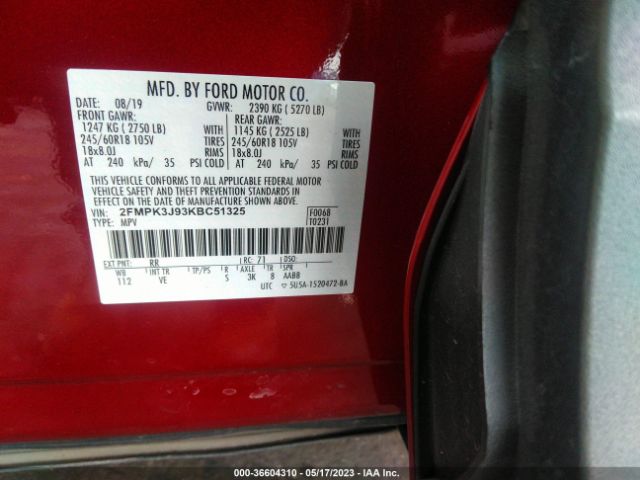 MFD. BY FORD MOTOR CO.
DATE: 08/19 GVWR: 2390 KG ( 5270 LB)
FRONT GAWR: REAR GAWR:
1247 KG ( 2750 LB) WITH 1145 KG ( 2525 LB) WITH
245/60R18 105V TIRES 245/60R18 105V TIRES
18x8.0J RIMS 18x8.0J RIMS
AT 240 kPa/ 35 PSI COLD AT 240 kPa/ 35 PSI COLD
THIS VEHICLE CONFORMS TO ALL APPLICABLE FEDERAL MOTOR
VEHICLE SAFETY AND THEFT PREVENTION STANDARDS IN
EFFECT ON THE DATE OF MANUFACTURE SHOWN ABOVE.
VIN: 2FMPK3J93KBC51325 F0068
TYPE: MPV T0231
EXT PNT: RR RC: 71 DSO:
WB INT TR TP/PS R AXLE TR SPR
112 VE S 3K 8 AABB
UTC ▽ 5U5A-1520472-BA
000-36604310 - 05/17/2023 - IAA Inc.